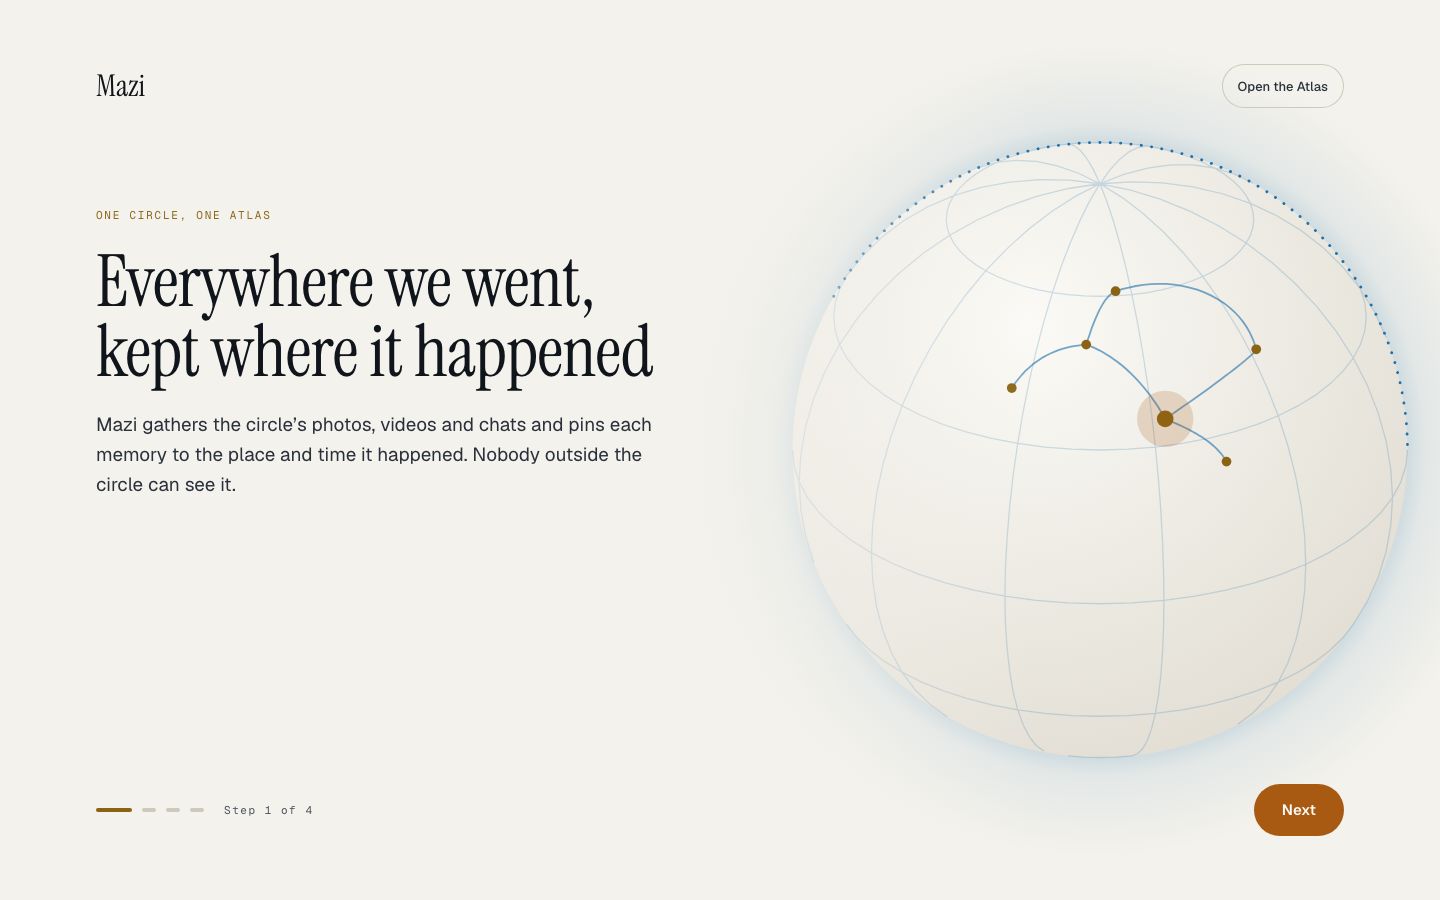 Mazi
Open the Atlas
ONE CIRCLE, ONE ATLAS
Everywhere we went,
kept where it happened
Mazi gathers the circle’s photos, videos and chats and pins each
memory to the place and time it happened. Nobody outside the
circle can see it.
Step 1 of 4
Next